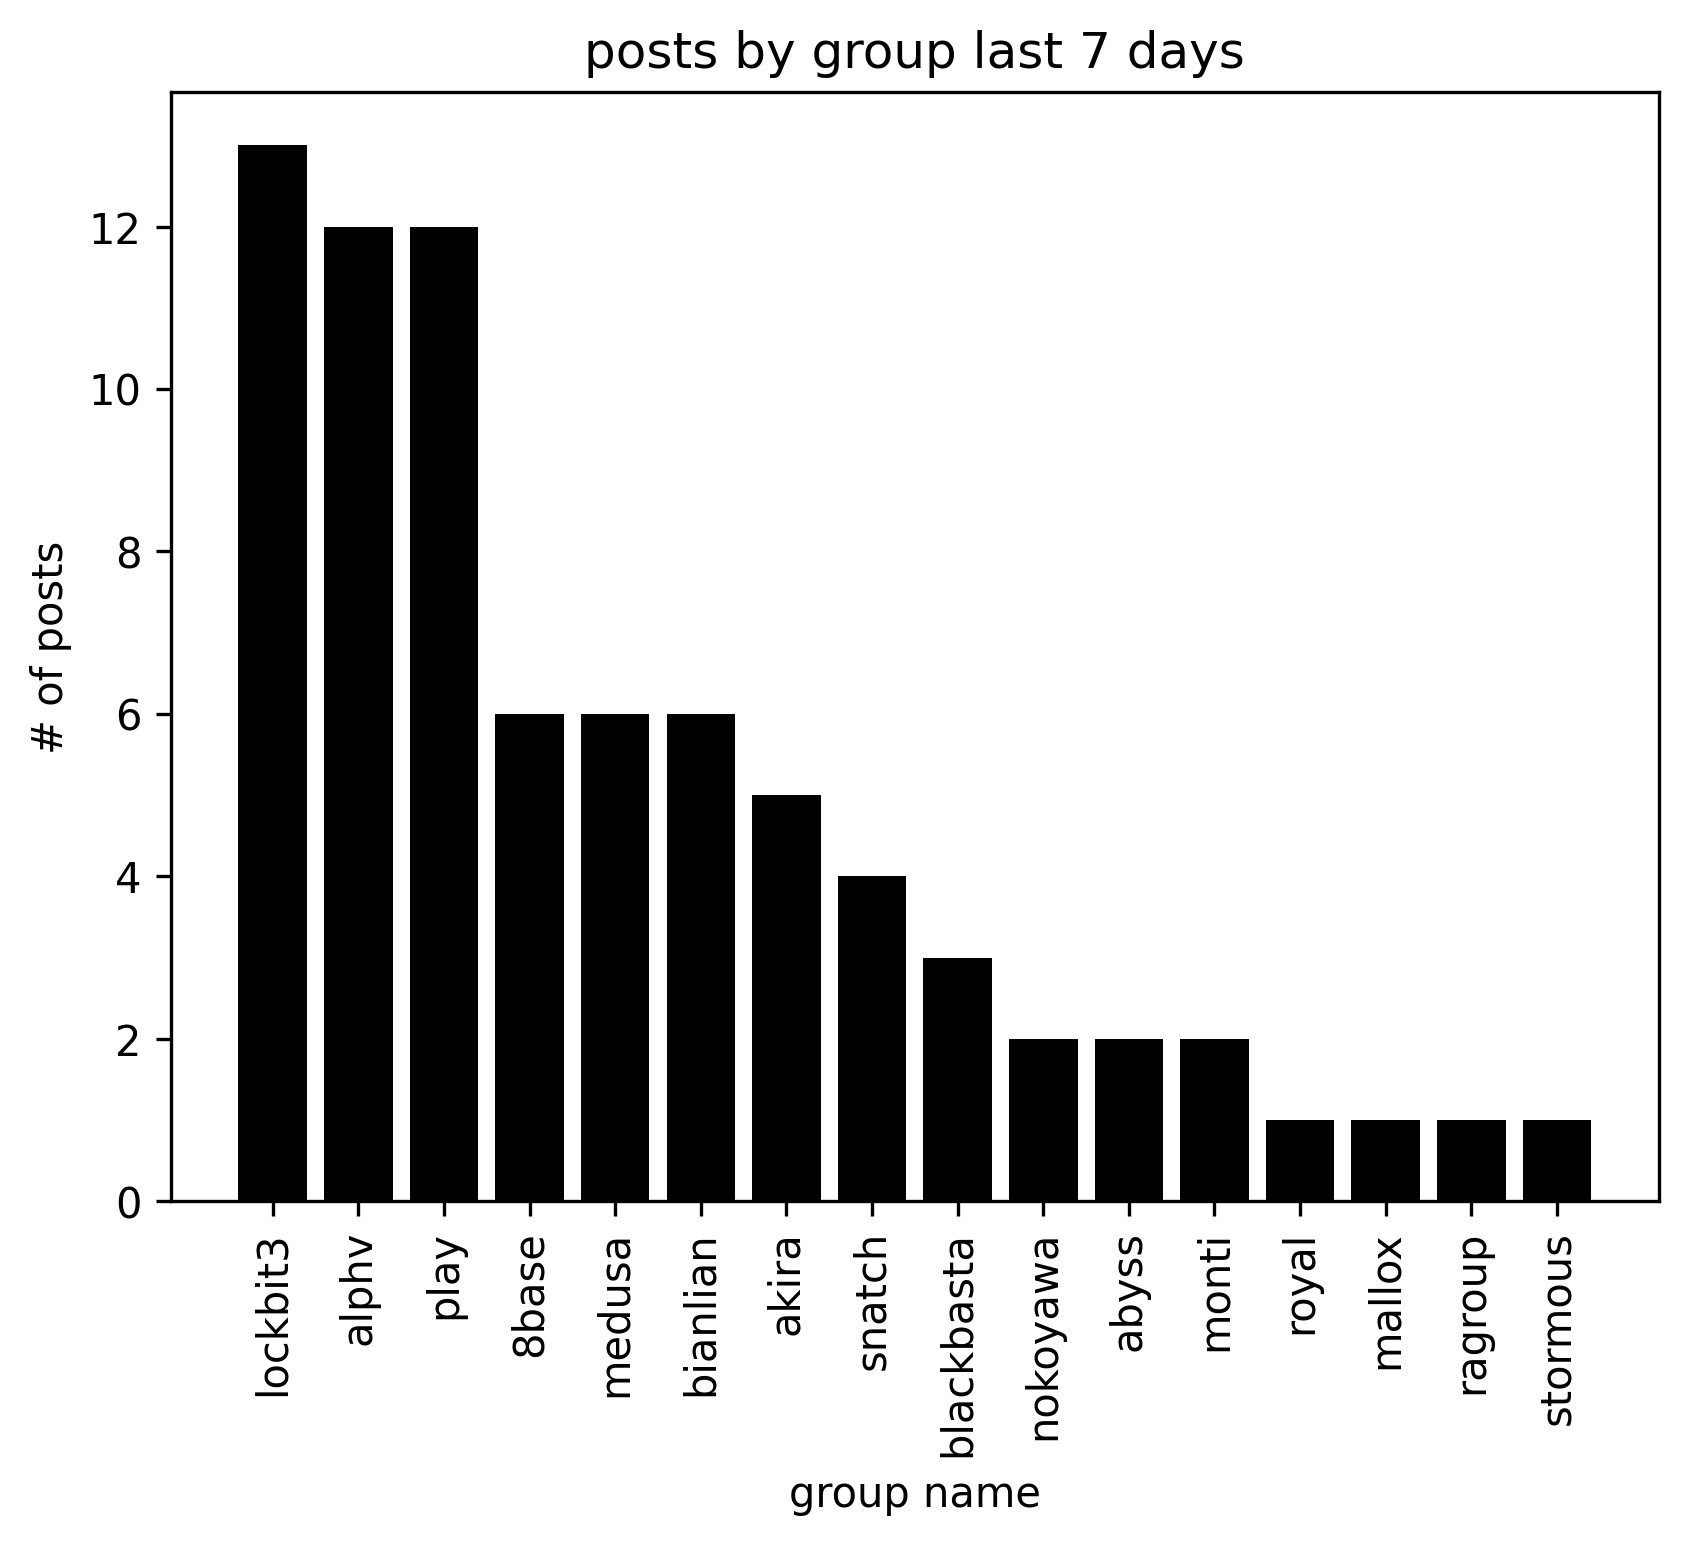 posts by group last 7 days
12
10
8
6
4
2
0
# of posts
lockbit3
alphv
play
8base
medusa
bianlian
akira
snatch
blackbasta
nokoyawa
abyss
monti
royal
mallox
ragroup
stormous
group name